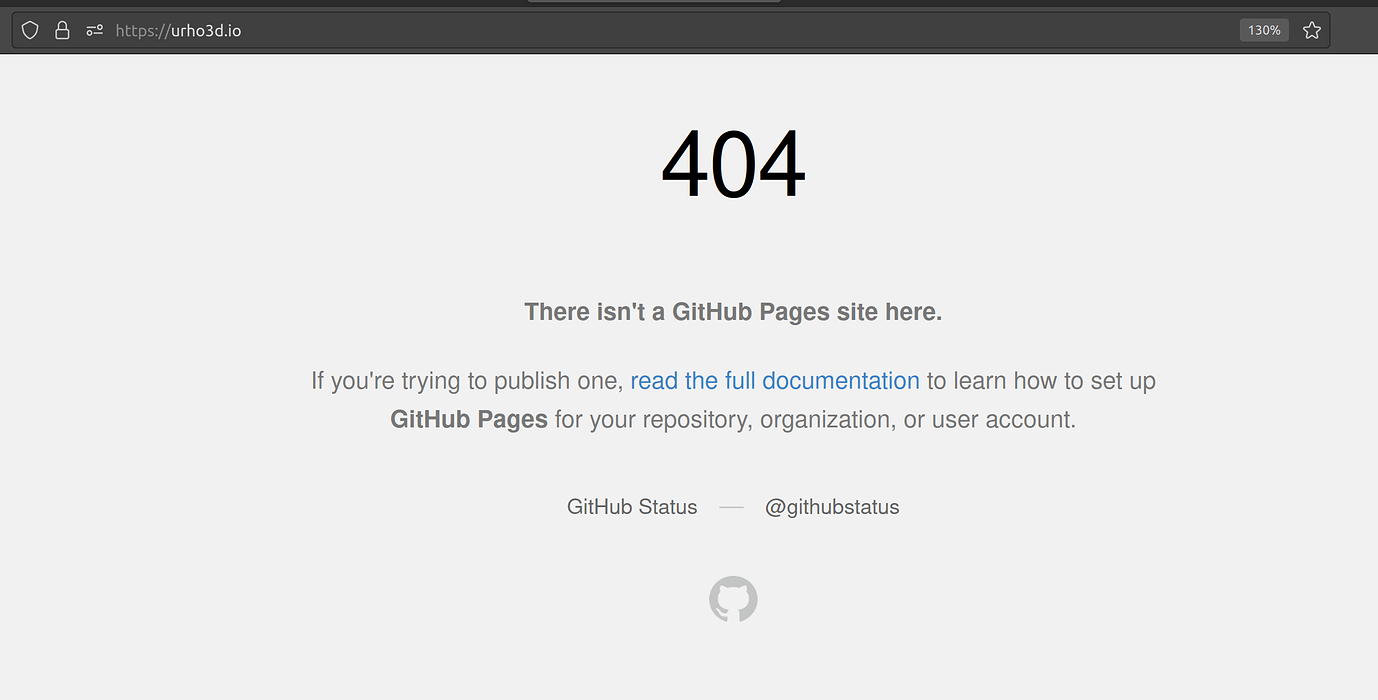 https://urho3d.io
130%
404
There isn't a GitHub Pages site here.
If you're trying to publish one, read the full documentation to learn how to set up
GitHub Pages for your repository, organization, or user account.
GitHub Status — @githubstatus